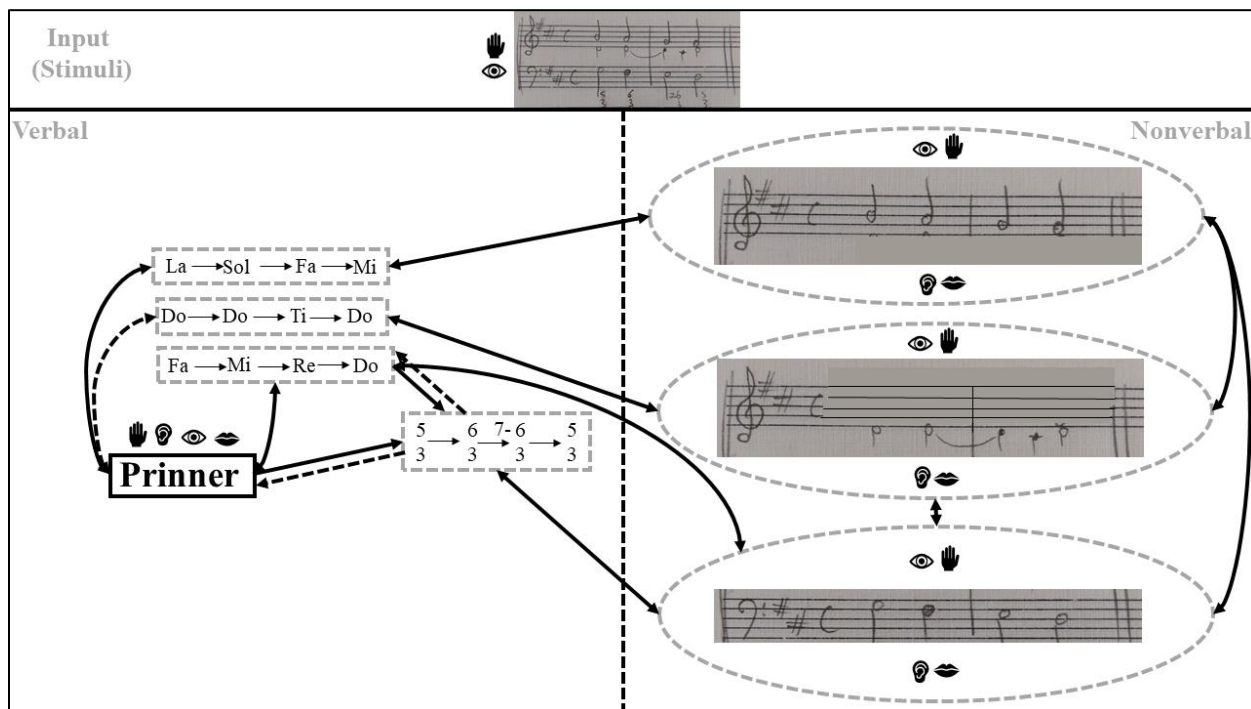 Input
(Stimuli)
Verbal
Nonverbal
La Sol Fa Mi
Do Do Ti Do
Fa Mi Re Do
5 6 7- 6 5
3 3 3 3
Prinner